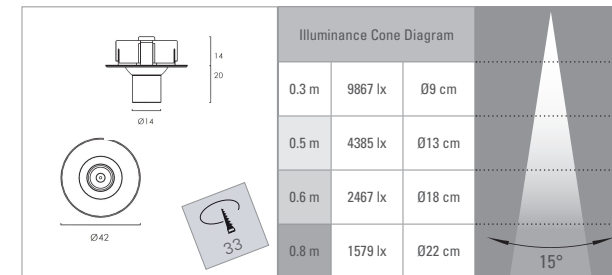 14
20
Ø14
Ø42
33
Illuminance Cone Diagram
0.3 m 9867 lx Ø9 cm
0.5 m 4385 lx Ø13 cm
0.6 m 2467 lx Ø18 cm
0.8 m 1579 lx Ø22 cm
15°